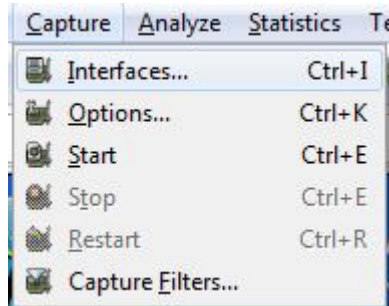 Capture Analyze Statistics Te
Interfaces... Ctrl+I
Options... Ctrl+K
Start Ctrl+E
Stop Ctrl+E
Restart Ctrl+R
Capture Filters...